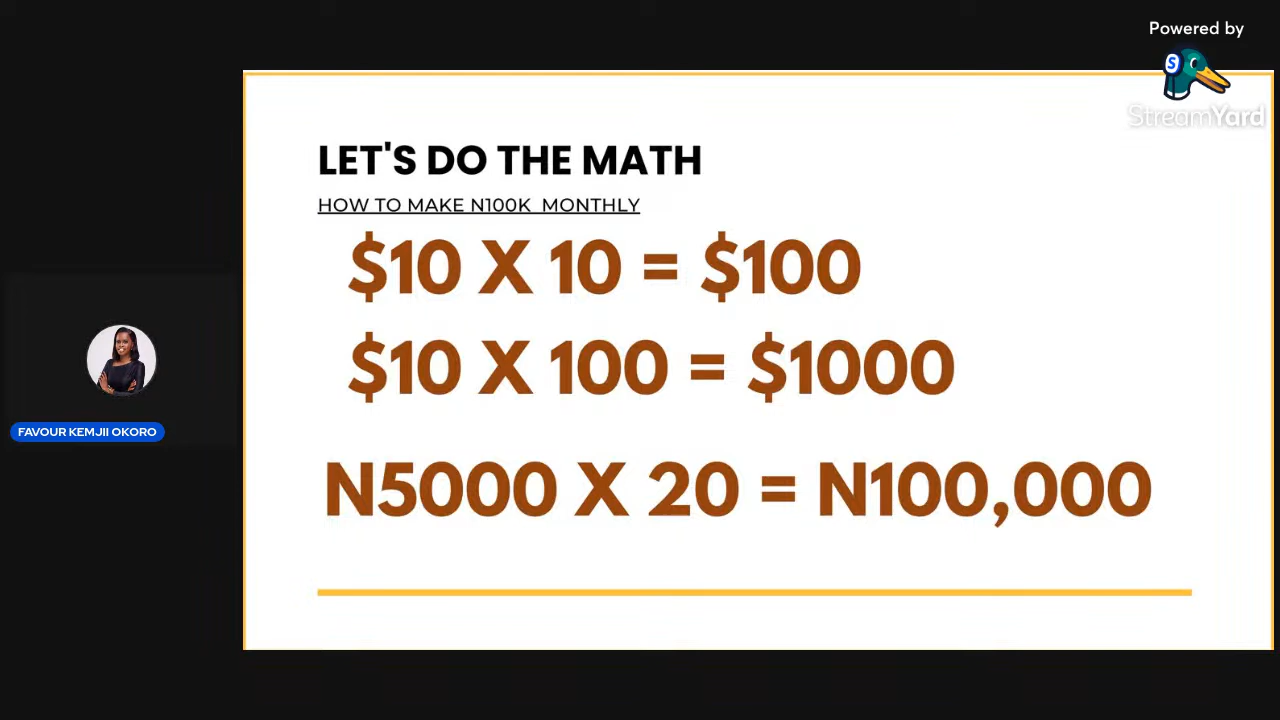 Powered by
StreamYard
LET'S DO THE MATH
HOW TO MAKE N100K MONTHLY
$10 X 10 = $100
$10 X 100 = $1000
FAVOUR KEMJII OKORO
N5000 X 20 = N100,000